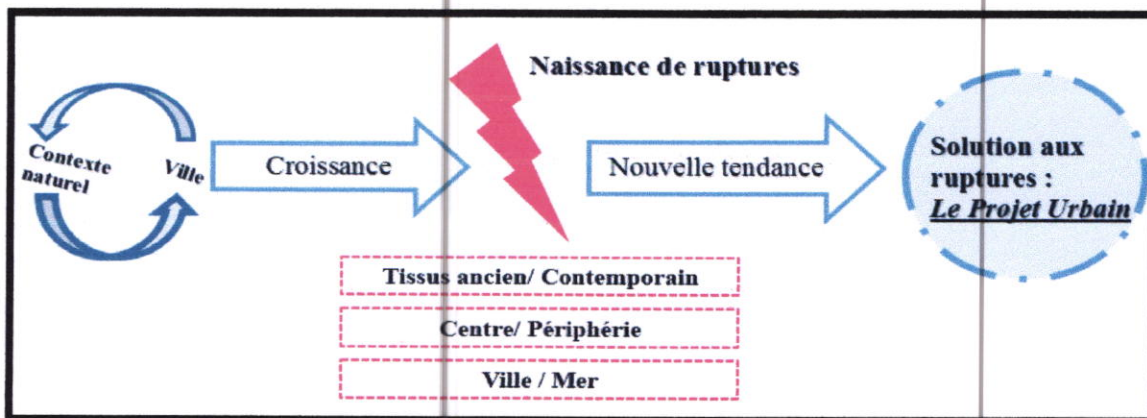 Naissance de ruptures
Contexte
naturel
Ville
Croissance
Nouvelle tendance
Solution aux
ruptures :
Le Projet Urbain
Tissus ancien/ Contemporain
Centre/ Périphérie
Ville / Mer